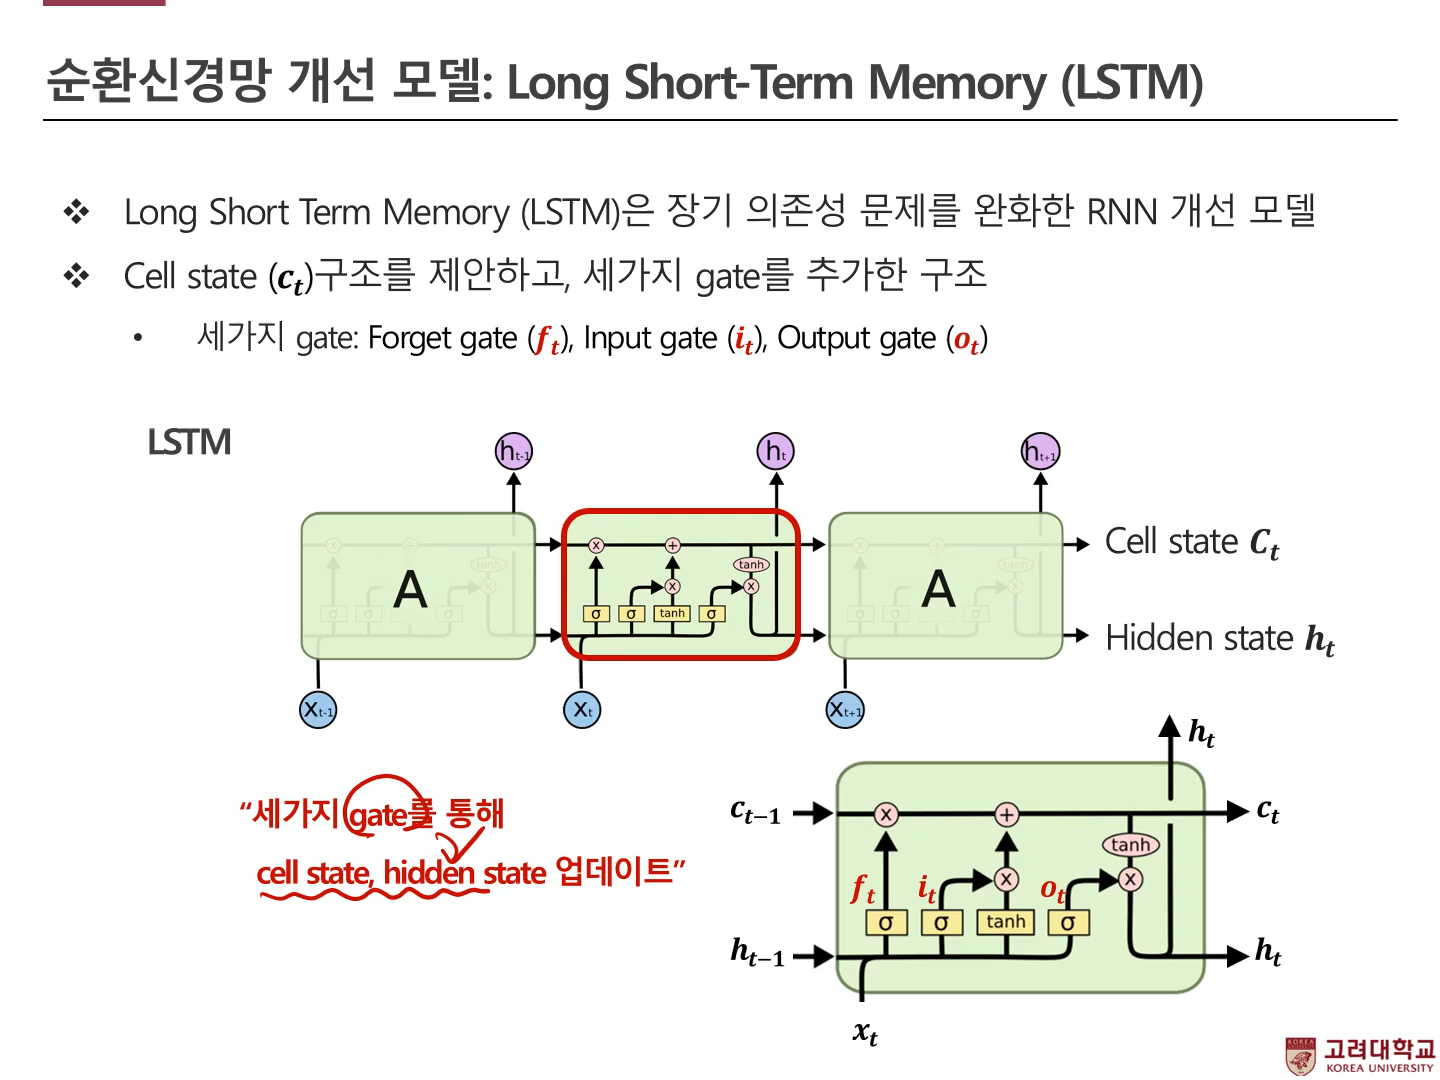 순환신경망 개선 모델: Long Short-Term Memory (LSTM)
❖ Long Short Term Memory (LSTM)은 장기 의존성 문제를 완화한 RNN 개선 모델
❖ Cell state (c_t)구조를 제안하고, 세가지 gate를 추가한 구조
• 세가지 gate: Forget gate (f_t), Input gate (i_t), Output gate (o_t)
LSTM
h_t-1 h_t h_t+1
A x + tanh x σ σ tanh σ x A
Cell state C_t
Hidden state h_t
x_t-1 x_t x_t+1
“세가지 gate를 통해
cell state, hidden state 업데이트”
h_t
c_t−1 x + c_t
tanh
f_t i_t x o_t x
σ σ tanh σ
h_t−1 h_t
x_t
고려대학교
KOREA UNIVERSITY